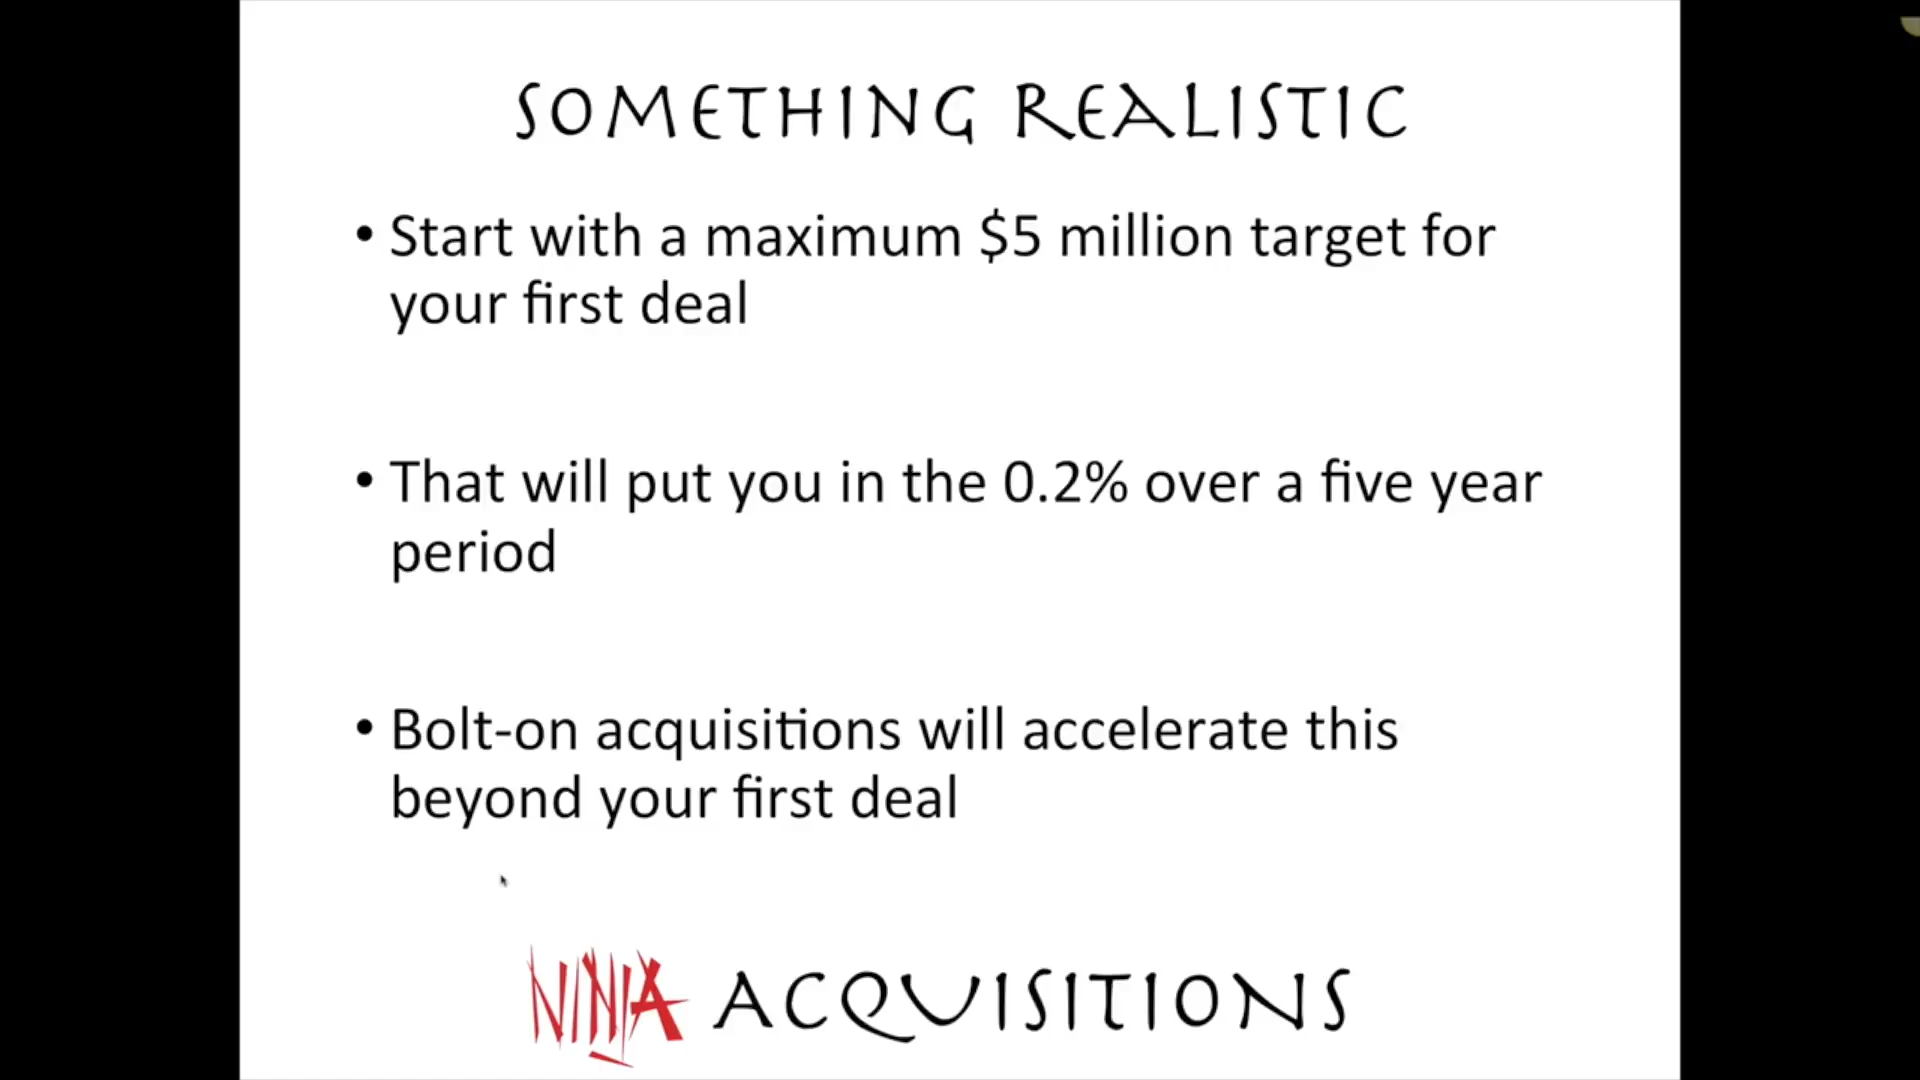 SOMETHING REALISTIC
• Start with a maximum $5 million target for
your first deal
• That will put you in the 0.2% over a five year
period
• Bolt-on acquisitions will accelerate this
beyond your first deal
NINJA ACQUISITIONS